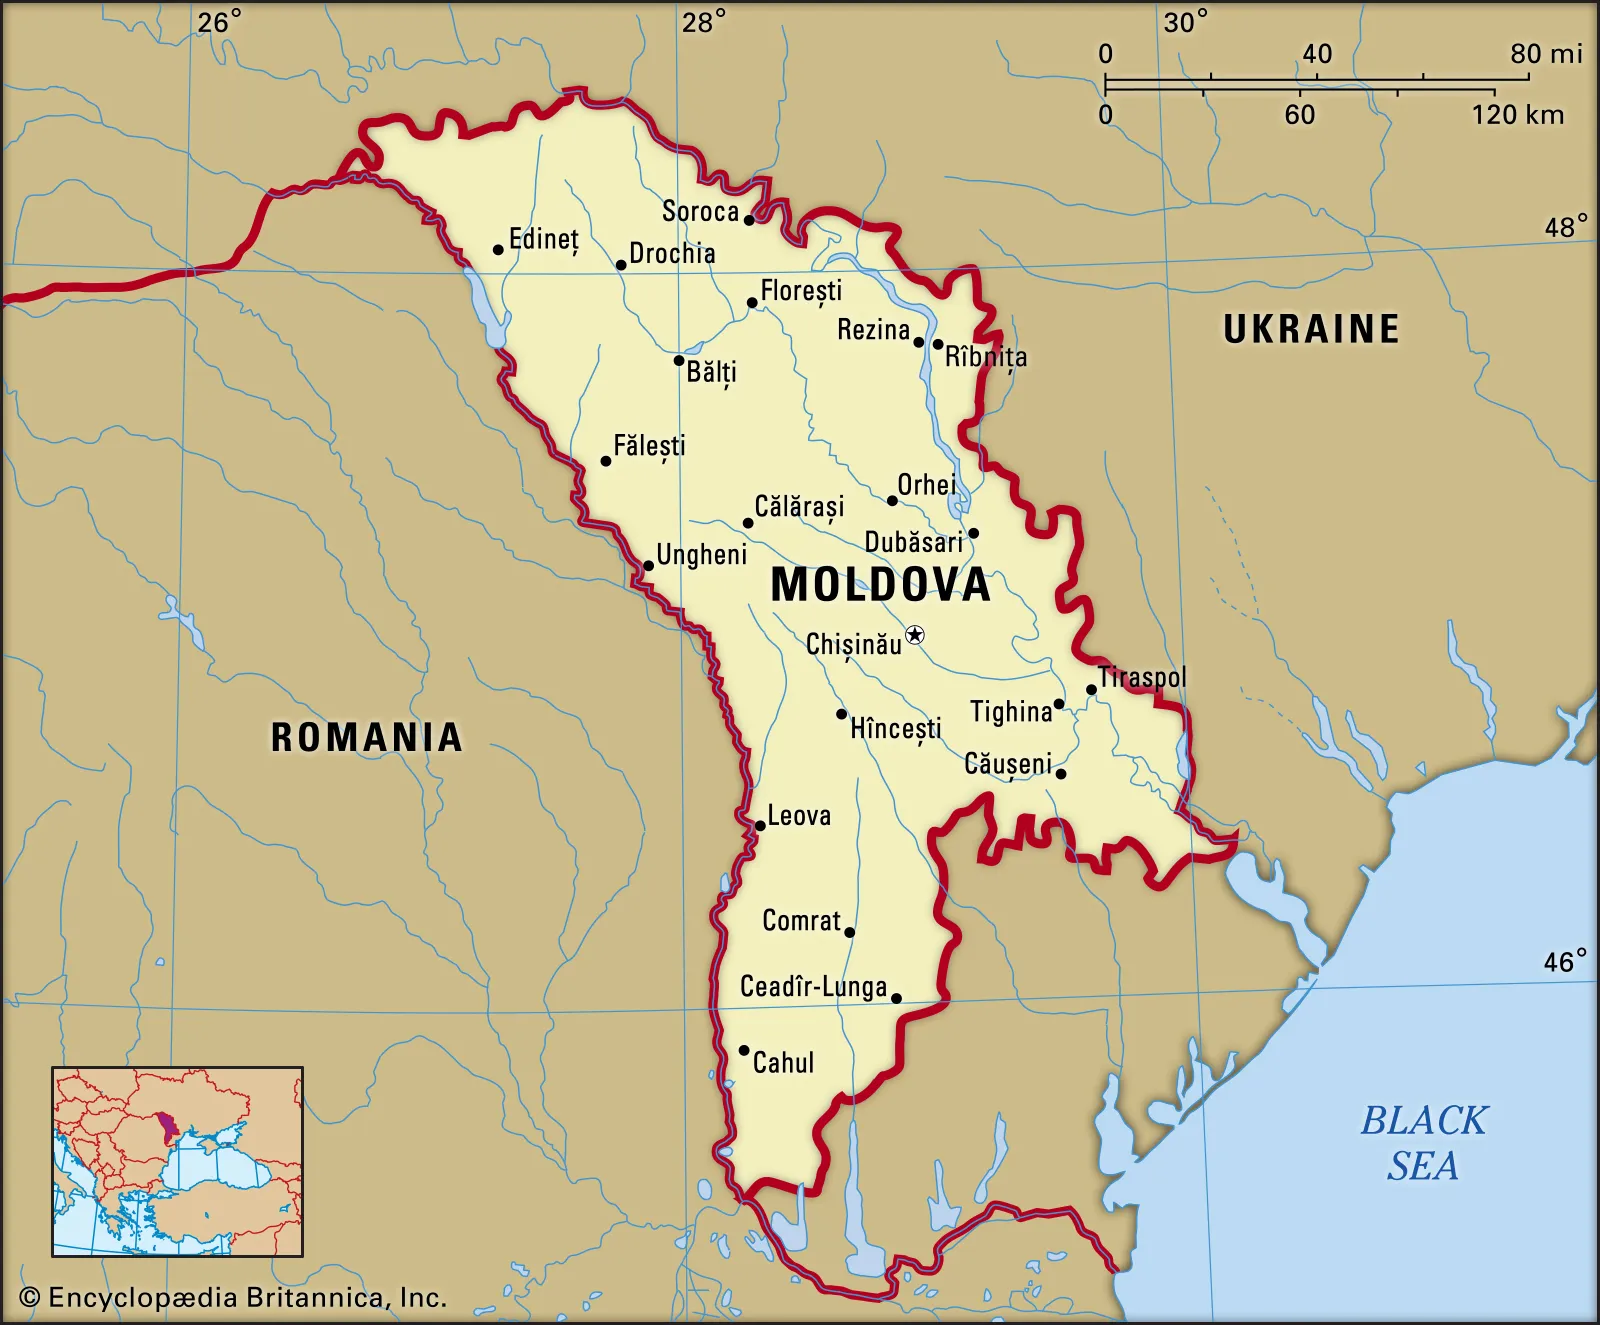 26°
28°
30°
0 40 80 mi
0 60 120 km
Soroca
48°
Edineț
Drochia
Florești
Rezina
UKRAINE
Rîbnița
Bălți
Fălești
Orhei
Călărași
Dubăsari
Ungheni
MOLDOVA
Chișinău
Tiraspol
Tighina
ROMANIA
Hîncești
Căușeni
Leova
Comrat
46°
Ceadîr-Lunga
Cahul
BLACK
SEA
© Encyclopædia Britannica, Inc.